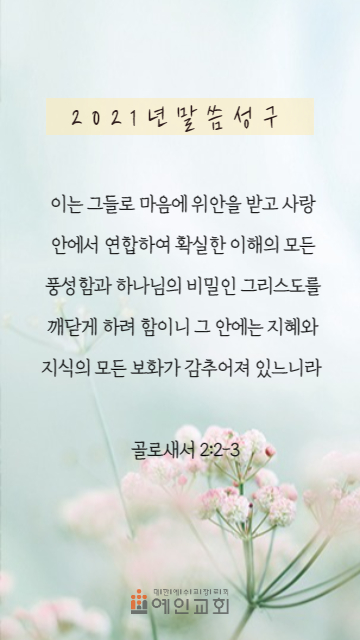 2021년말씀성구
이는 그들로 마음에 위안을 받고 사랑
안에서 연합하여 확실한 이해의 모든
풍성함과 하나님의 비밀인 그리스도를
깨닫게 하려 함이니 그 안에는 지혜와
지식의 모든 보화가 감추어져 있느니라
골로새서 2:2-3
예인교회